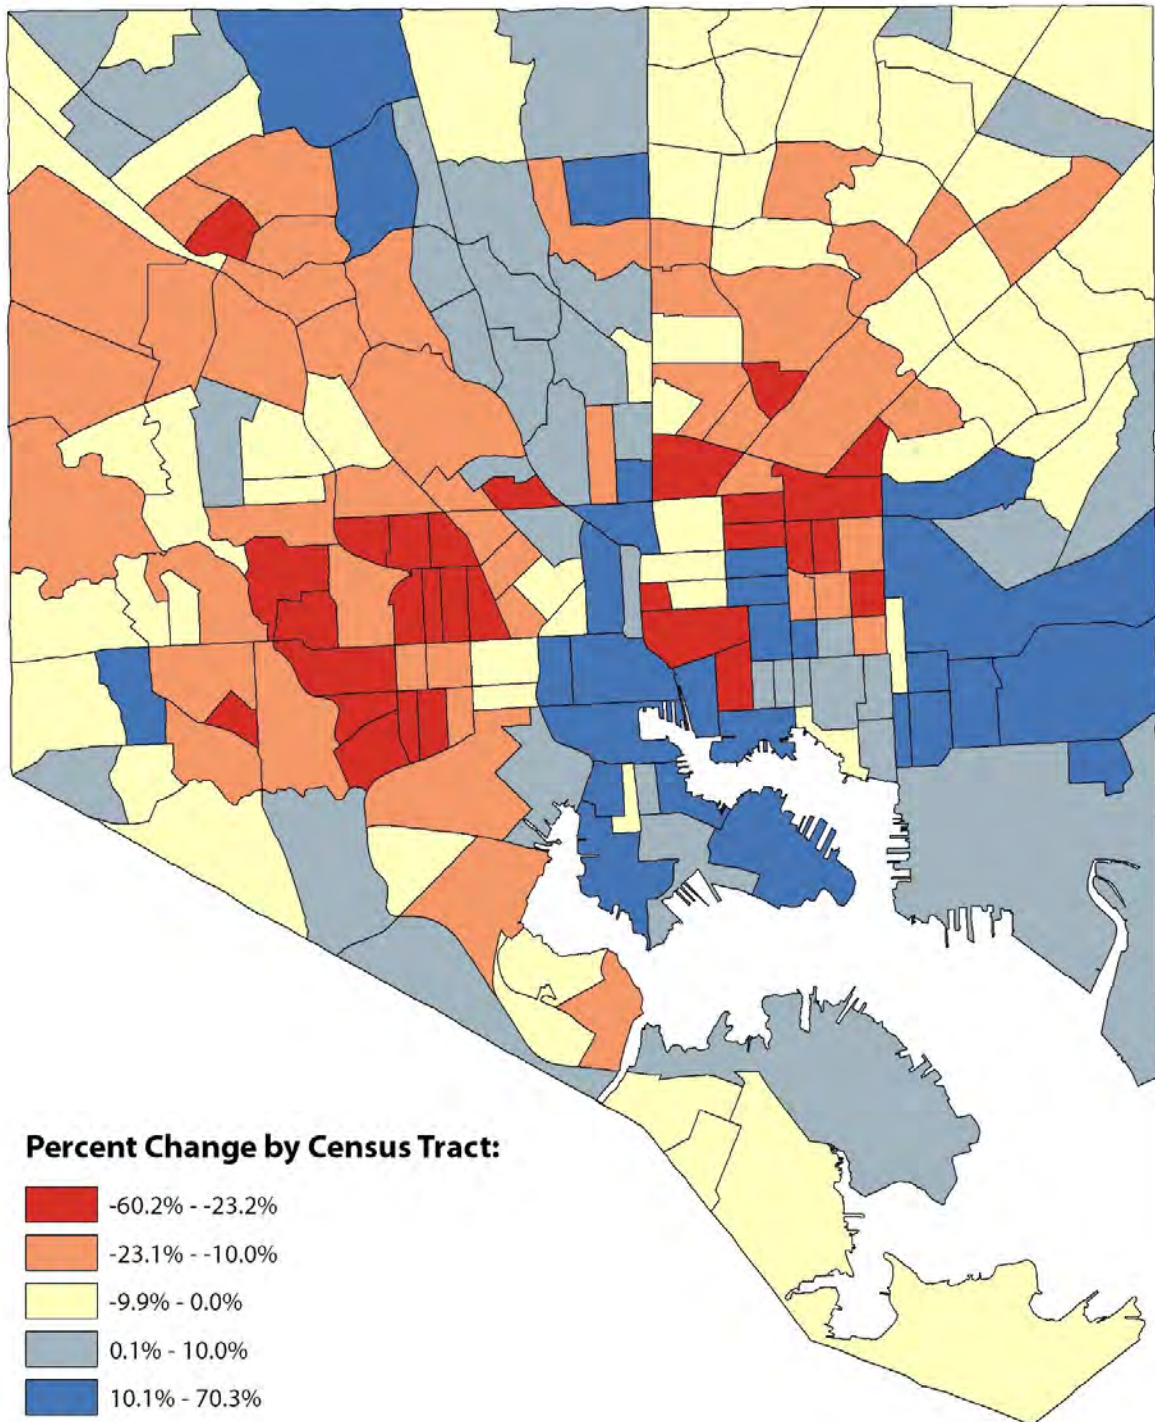 Percent Change by Census Tract:
-60.2% - -23.2%
-23.1% - -10.0%
-9.9% - 0.0%
0.1% - 10.0%
10.1% - 70.3%